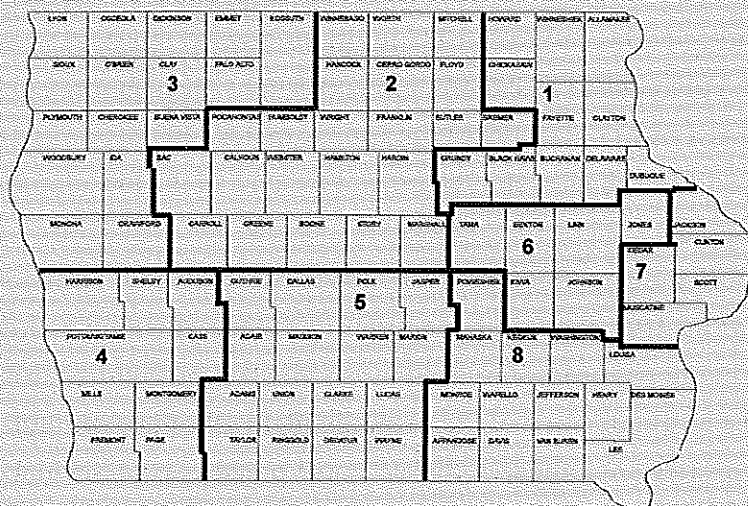 LYON OSCEOLA DICKINSON EMMET KOSSUTH WINNEBAGO WORTH MITCHELL HOWARD WINNESHIEK ALLAMAKEE
SIOUX O'BRIEN CLAY PALO ALTO HANCOCK CERRO GORDO FLOYD CHICKASAW
3 2 1
PLYMOUTH CHEROKEE BUENA VISTA POCAHONTAS HUMBOLDT WRIGHT FRANKLIN BUTLER BREMER FAYETTE CLAYTON
WOODBURY IDA SAC CALHOUN WEBSTER HAMILTON HARDIN GRUNDY BLACK HAWK BUCHANAN DELAWARE
DUBUQUE
MONONA CRAWFORD CARROLL GREENE BOONE STORY MARSHALL TAMA BENTON LINN JONES JACKSON
6
CLINTON
CEDAR
7
HARRISON SHELBY AUDUBON GUTHRIE DALLAS POLK JASPER POWESHIEK IOWA JOHNSON SCOTT
5
MUSCATINE
POTTAWATTAMIE CASS ADAIR MADISON WARREN MARION MAHASKA KEOKUK WASHINGTON
4 8
LOUISA
MILLS MONTGOMERY ADAMS UNION CLARKE LUCAS MONROE WAPELLO JEFFERSON HENRY DES MOINES
FREMONT PAGE TAYLOR RINGGOLD DECATUR WAYNE APPANOOSE DAVIS VAN BUREN
LEE